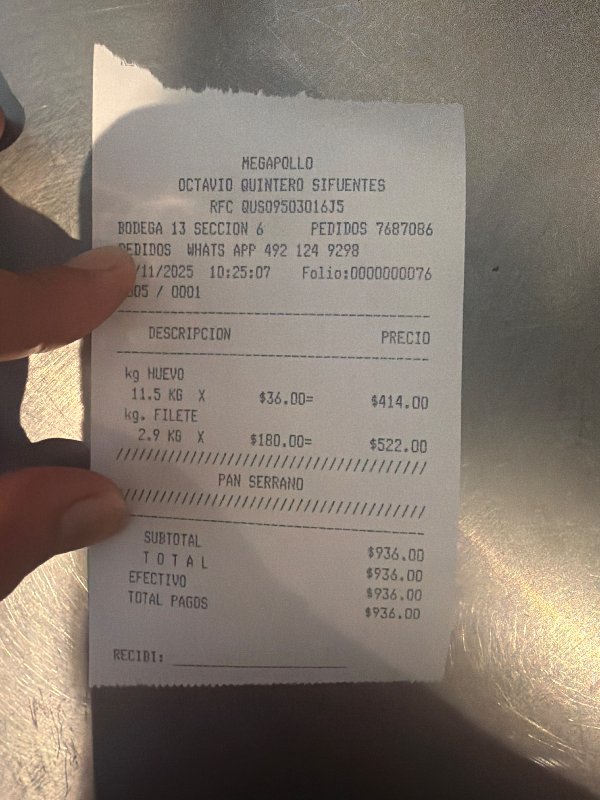 MEGAPOLLO
OCTAVIO QUINTERO SIFUENTES
RFC QUSO9503016J5
BODEGA 13 SECCION 6 PEDIDOS 7687086
PEDIDOS WHATS APP 492 124 9298
/11/2025 10:25:07 Folio:0000000076
005 / 0001
DESCRIPCION PRECIO
kg HUEVO
11.5 KG X $36.00= $414.00
kg. FILETE
2.9 KG X $180.00= $522.00
////////////////////////////////////////
PAN SERRANO
////////////////////////////////////////
SUBTOTAL $936.00
T O T A L $936.00
EFECTIVO $936.00
TOTAL PAGOS $936.00
RECIBI: ____________________